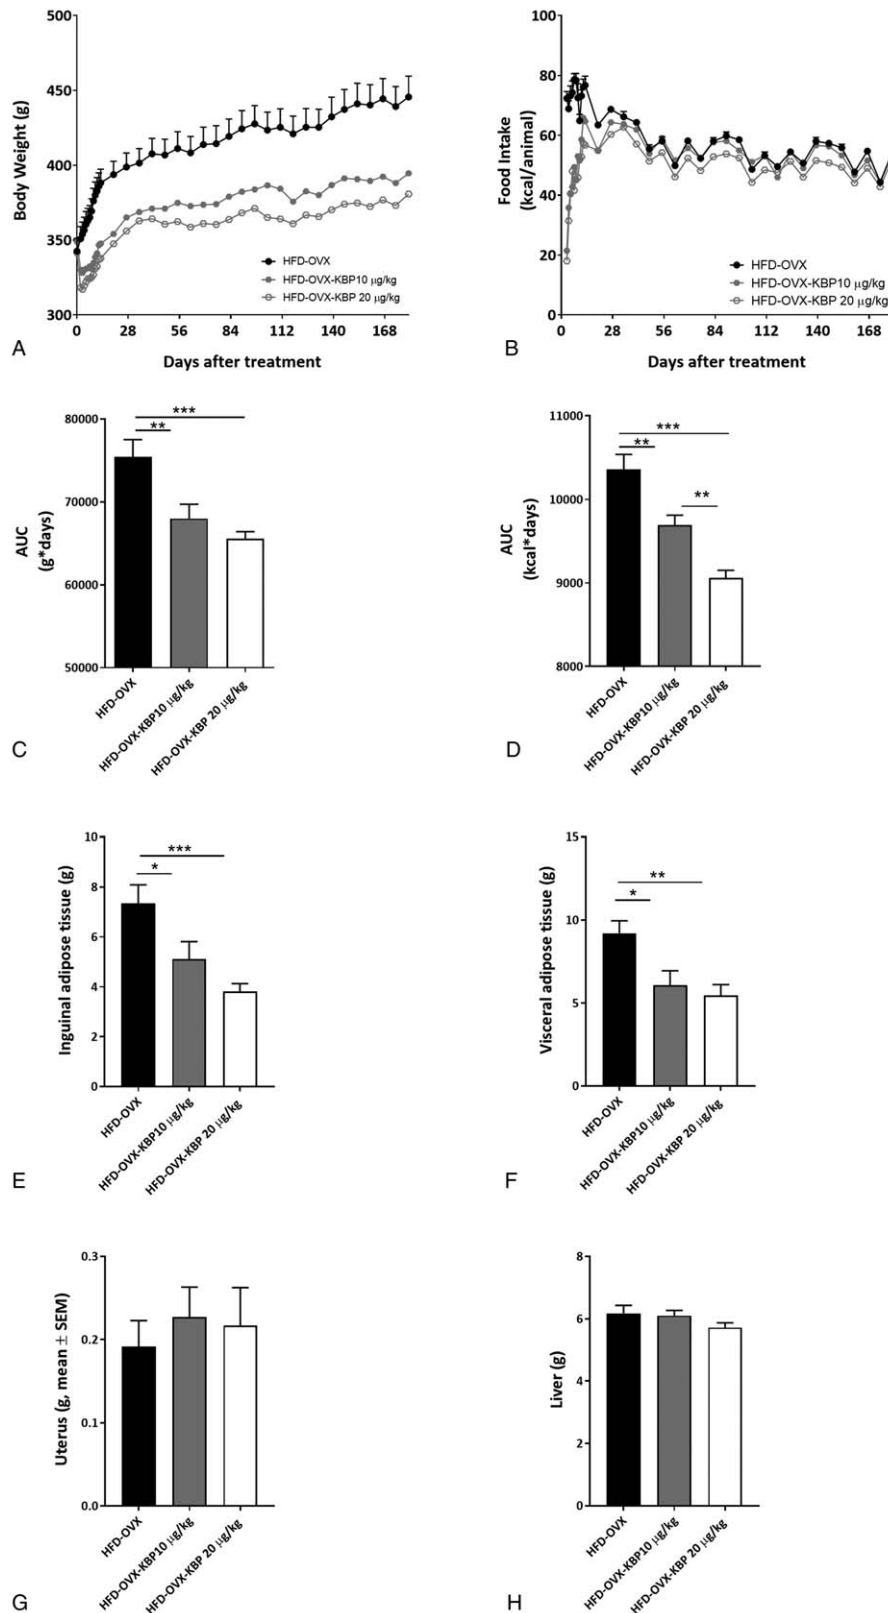 Body Weight (g)
500
450
400
350
300
HFD-OVX
HFD-OVX-KBP10 µg/kg
HFD-OVX-KBP 20 µg/kg
0 28 56 84 112 140 168
Days after treatment
A
Food Intake
(kcal/animal)
100
80
60
40
20
0
HFD-OVX
HFD-OVX-KBP10 µg/kg
HFD-OVX-KBP 20 µg/kg
0 28 56 84 112 140 168
Days after treatment
B
AUC
(g*days)
80000
70000
60000
50000
***
**
HFD-OVX
HFD-OVX-KBP10 µg/kg
HFD-OVX-KBP 20 µg/kg
C
AUC
(kcal*days)
11000
10000
9000
8000
***
**
**
HFD-OVX
HFD-OVX-KBP10 µg/kg
HFD-OVX-KBP 20 µg/kg
D
Inguinal adipose tissue (g)
10
8
6
4
2
0
***
*
HFD-OVX
HFD-OVX-KBP10 µg/kg
HFD-OVX-KBP 20 µg/kg
E
Visceral adipose tissue (g)
15
10
5
0
**
*
HFD-OVX
HFD-OVX-KBP10 µg/kg
HFD-OVX-KBP 20 µg/kg
F
Uterus (g, mean ± SEM)
0.3
0.2
0.1
0.0
HFD-OVX
HFD-OVX-KBP10 µg/kg
HFD-OVX-KBP 20 µg/kg
G
Liver (g)
8
6
4
2
0
HFD-OVX
HFD-OVX-KBP10 µg/kg
HFD-OVX-KBP 20 µg/kg
H